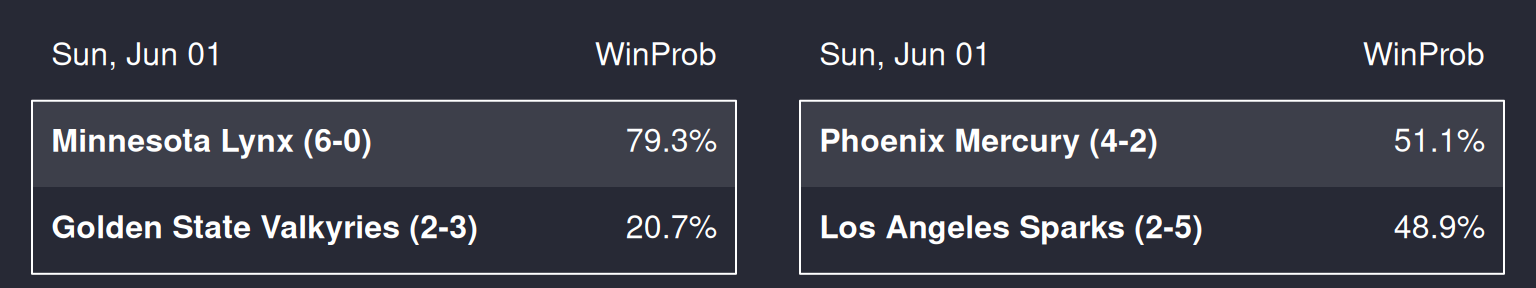 Sun, Jun 01 WinProb
Minnesota Lynx (6-0) 79.3%
Golden State Valkyries (2-3) 20.7%
Sun, Jun 01 WinProb
Phoenix Mercury (4-2) 51.1%
Los Angeles Sparks (2-5) 48.9%